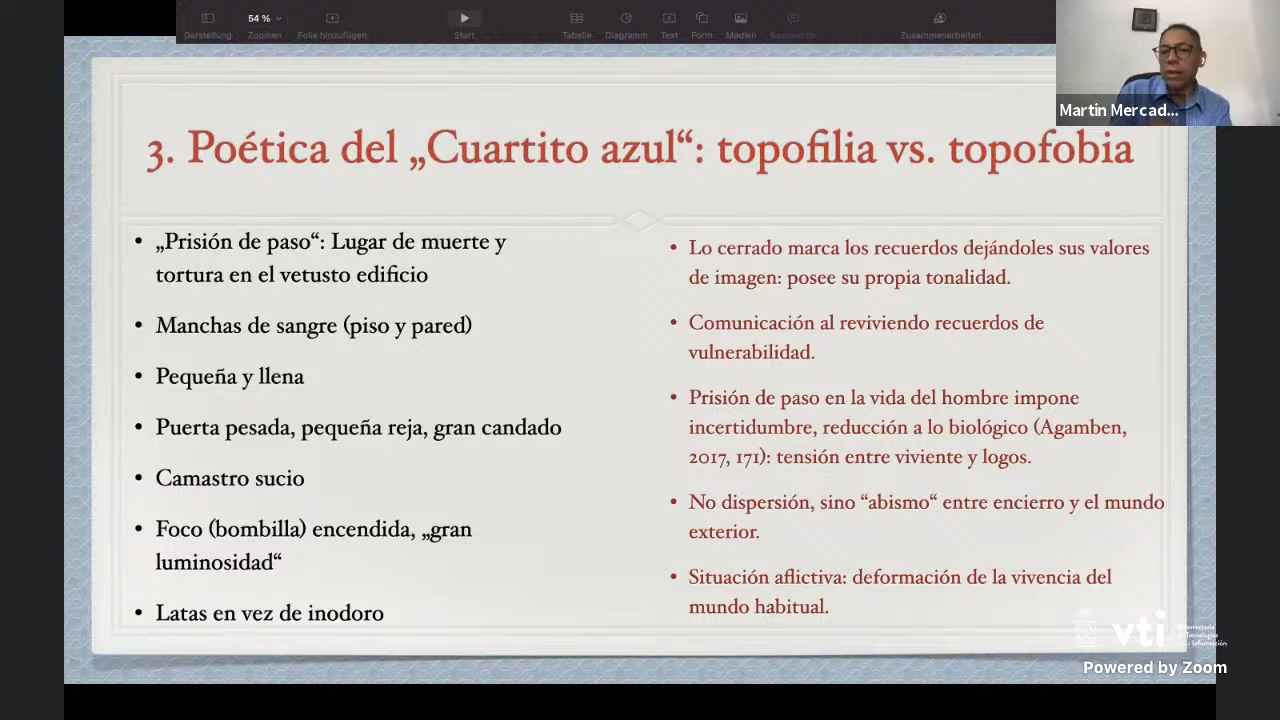 54 %
Darstellung
Zoomen
Folie hinzufügen
Start
Tabelle
Diagramm
Text
Form
Medien
Kommentar
Zusammenarbeiten
Martin Mercad...
3. Poética del „Cuartito azul“: topofilia vs. topofobia
• „Prisión de paso“: Lugar de muerte y
tortura en el vetusto edificio
• Manchas de sangre (piso y pared)
• Pequeña y llena
• Puerta pesada, pequeña reja, gran candado
• Camastro sucio
• Foco (bombilla) encendida, „gran
luminosidad“
• Latas en vez de inodoro
• Lo cerrado marca los recuerdos dejándoles sus valores
de imagen: posee su propia tonalidad.
• Comunicación al reviviendo recuerdos de
vulnerabilidad.
• Prisión de paso en la vida del hombre impone
incertidumbre, reducción a lo biológico (Agamben,
2017, 171): tensión entre viviente y logos.
• No dispersión, sino “abismo“ entre encierro y el mundo
exterior.
• Situación aflictiva: deformación de la vivencia del
mundo habitual.
vti
Powered by Zoom